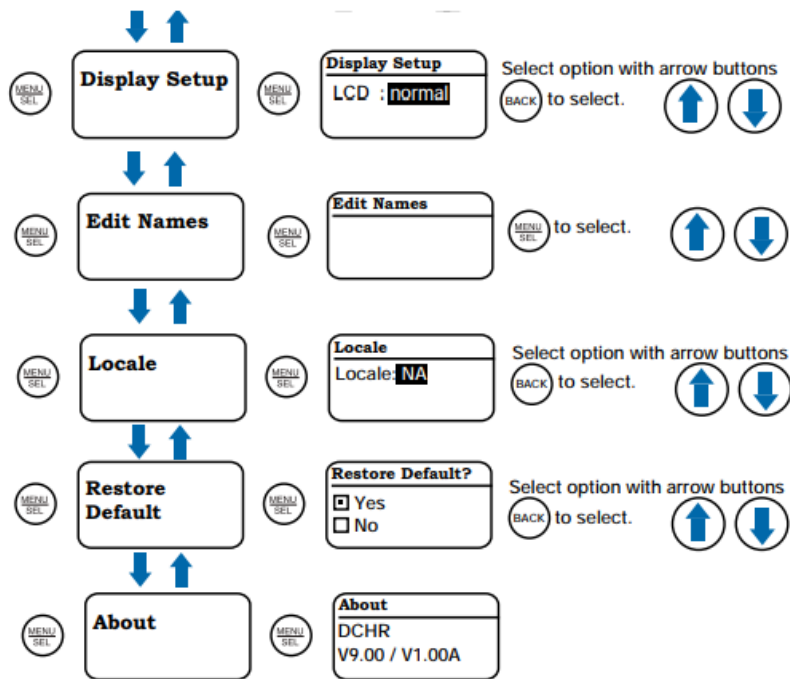 MENU
SEL
Display Setup
MENU
SEL
Display Setup
LCD : normal
Select option with arrow buttons
BACK to select.
MENU
SEL
Edit Names
MENU
SEL
Edit Names
MENU
SEL to select.
MENU
SEL
Locale
MENU
SEL
Locale
Locale: NA
Select option with arrow buttons
BACK to select.
MENU
SEL
Restore
Default
MENU
SEL
Restore Default?
Yes
No
Select option with arrow buttons
BACK to select.
MENU
SEL
About
MENU
SEL
About
DCHR
V9.00 / V1.00A